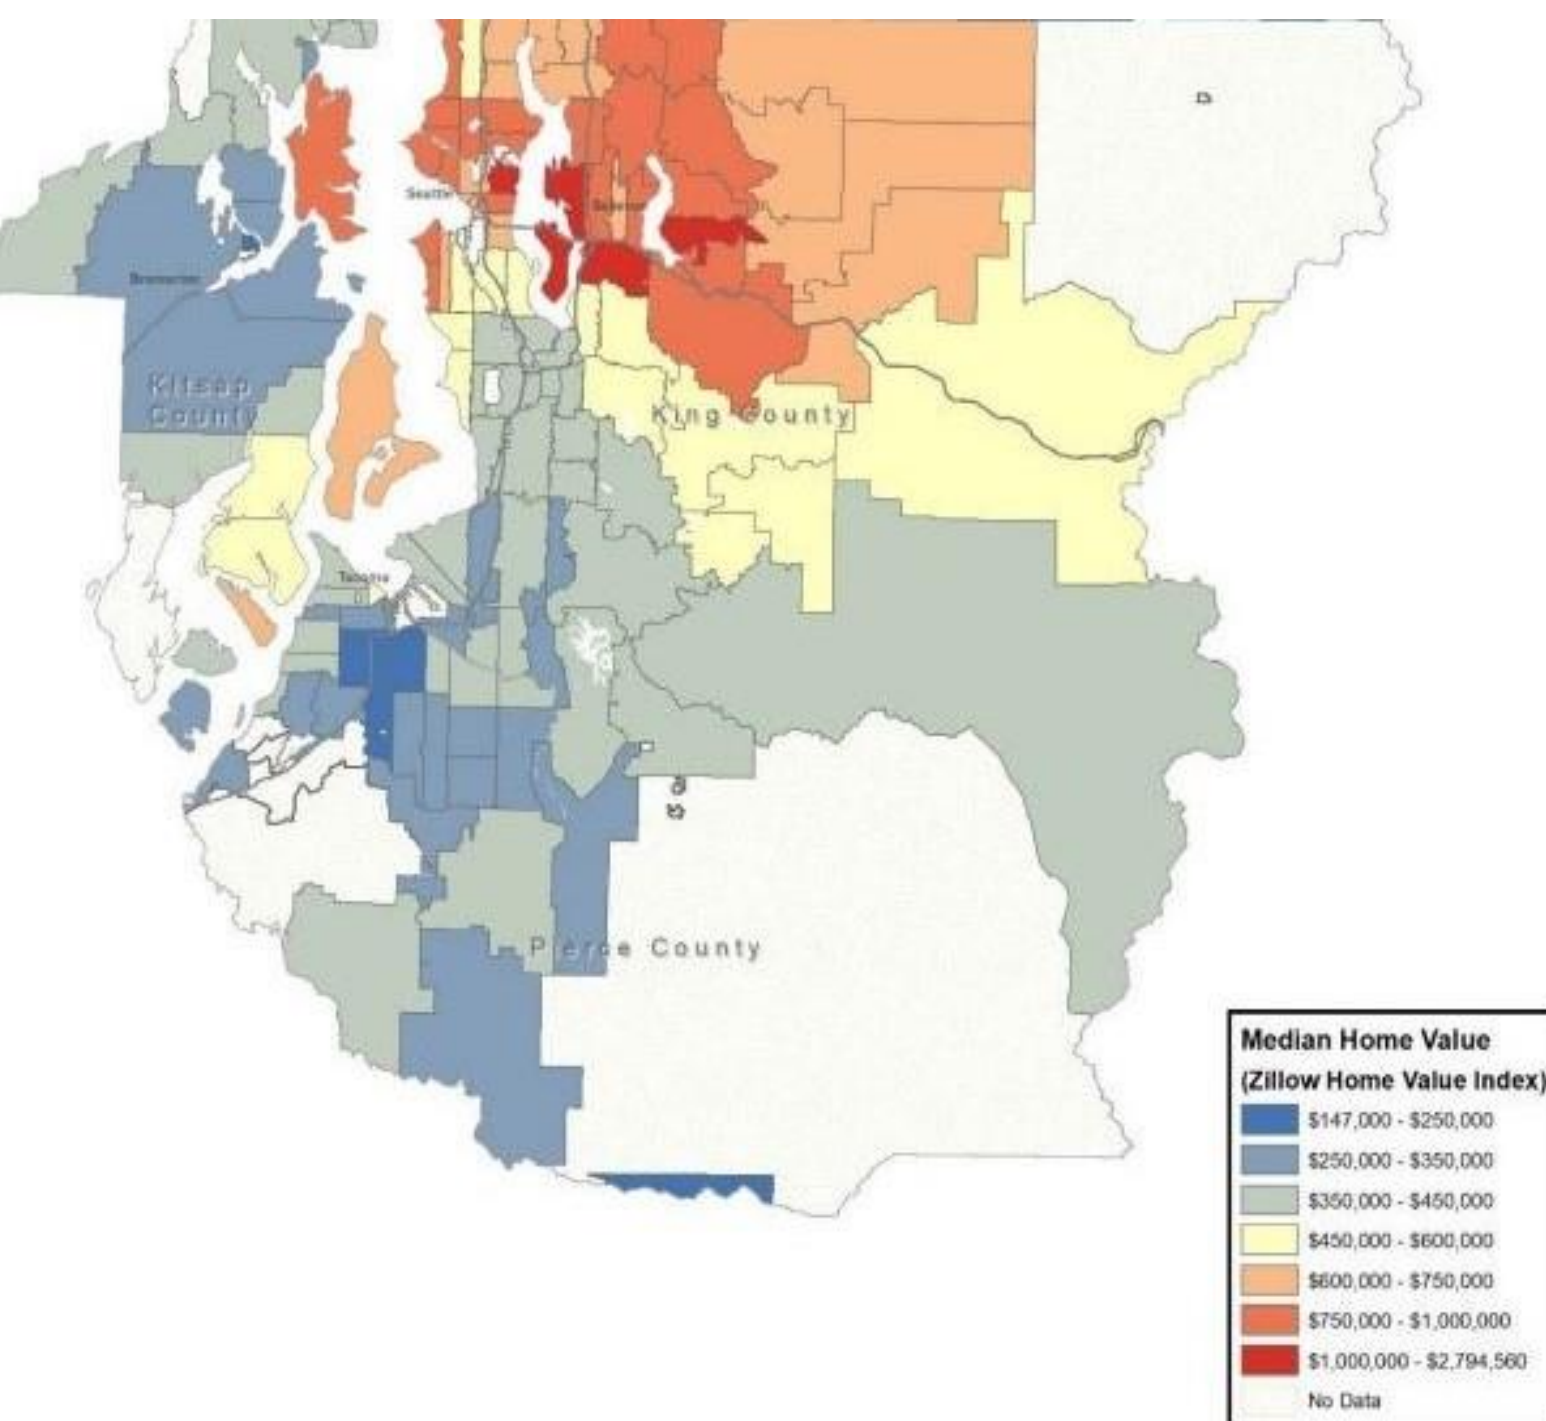 Seattle
Bremerton
Kitsap
County
King County
Tacoma
Pierce County
Median Home Value
(Zillow Home Value Index)
$147,000 - $250,000
$250,000 - $350,000
$350,000 - $450,000
$450,000 - $600,000
$600,000 - $750,000
$750,000 - $1,000,000
$1,000,000 - $2,794,560
No Data